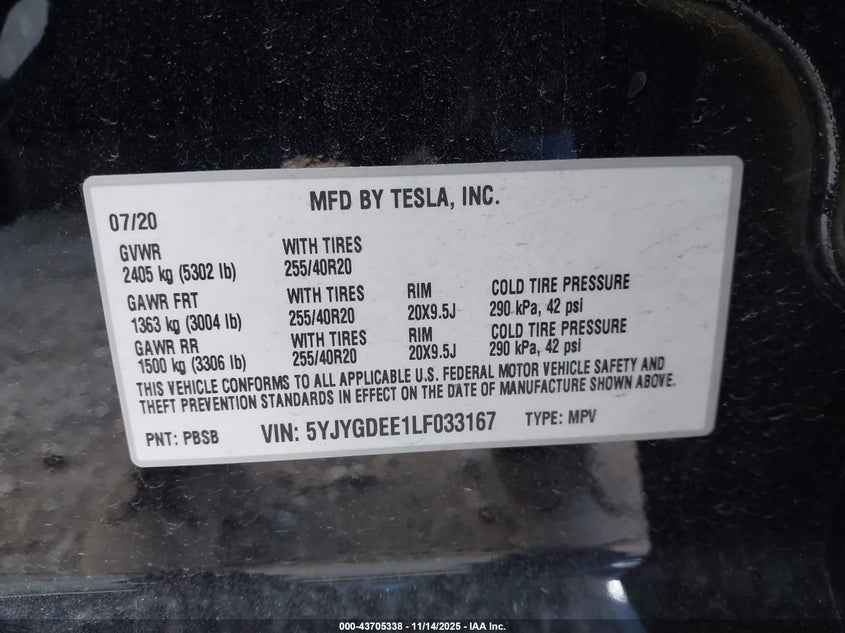 MFD BY TESLA, INC.
07/20
GVWR WITH TIRES
2405 kg (5302 lb) 255/40R20
GAWR FRT WITH TIRES RIM COLD TIRE PRESSURE
1363 kg (3004 lb) 255/40R20 20X9.5J 290 kPa, 42 psi
GAWR RR WITH TIRES RIM COLD TIRE PRESSURE
1500 kg (3306 lb) 255/40R20 20X9.5J 290 kPa, 42 psi
THIS VEHICLE CONFORMS TO ALL APPLICABLE U.S. FEDERAL MOTOR VEHICLE SAFETY AND
THEFT PREVENTION STANDARDS IN EFFECT ON THE DATE OF MANUFACTURE SHOWN ABOVE.
PNT: PBSB VIN: 5YJYGDEE1LF033167 TYPE: MPV
000-43705338 - 11/14/2025 - IAA Inc.